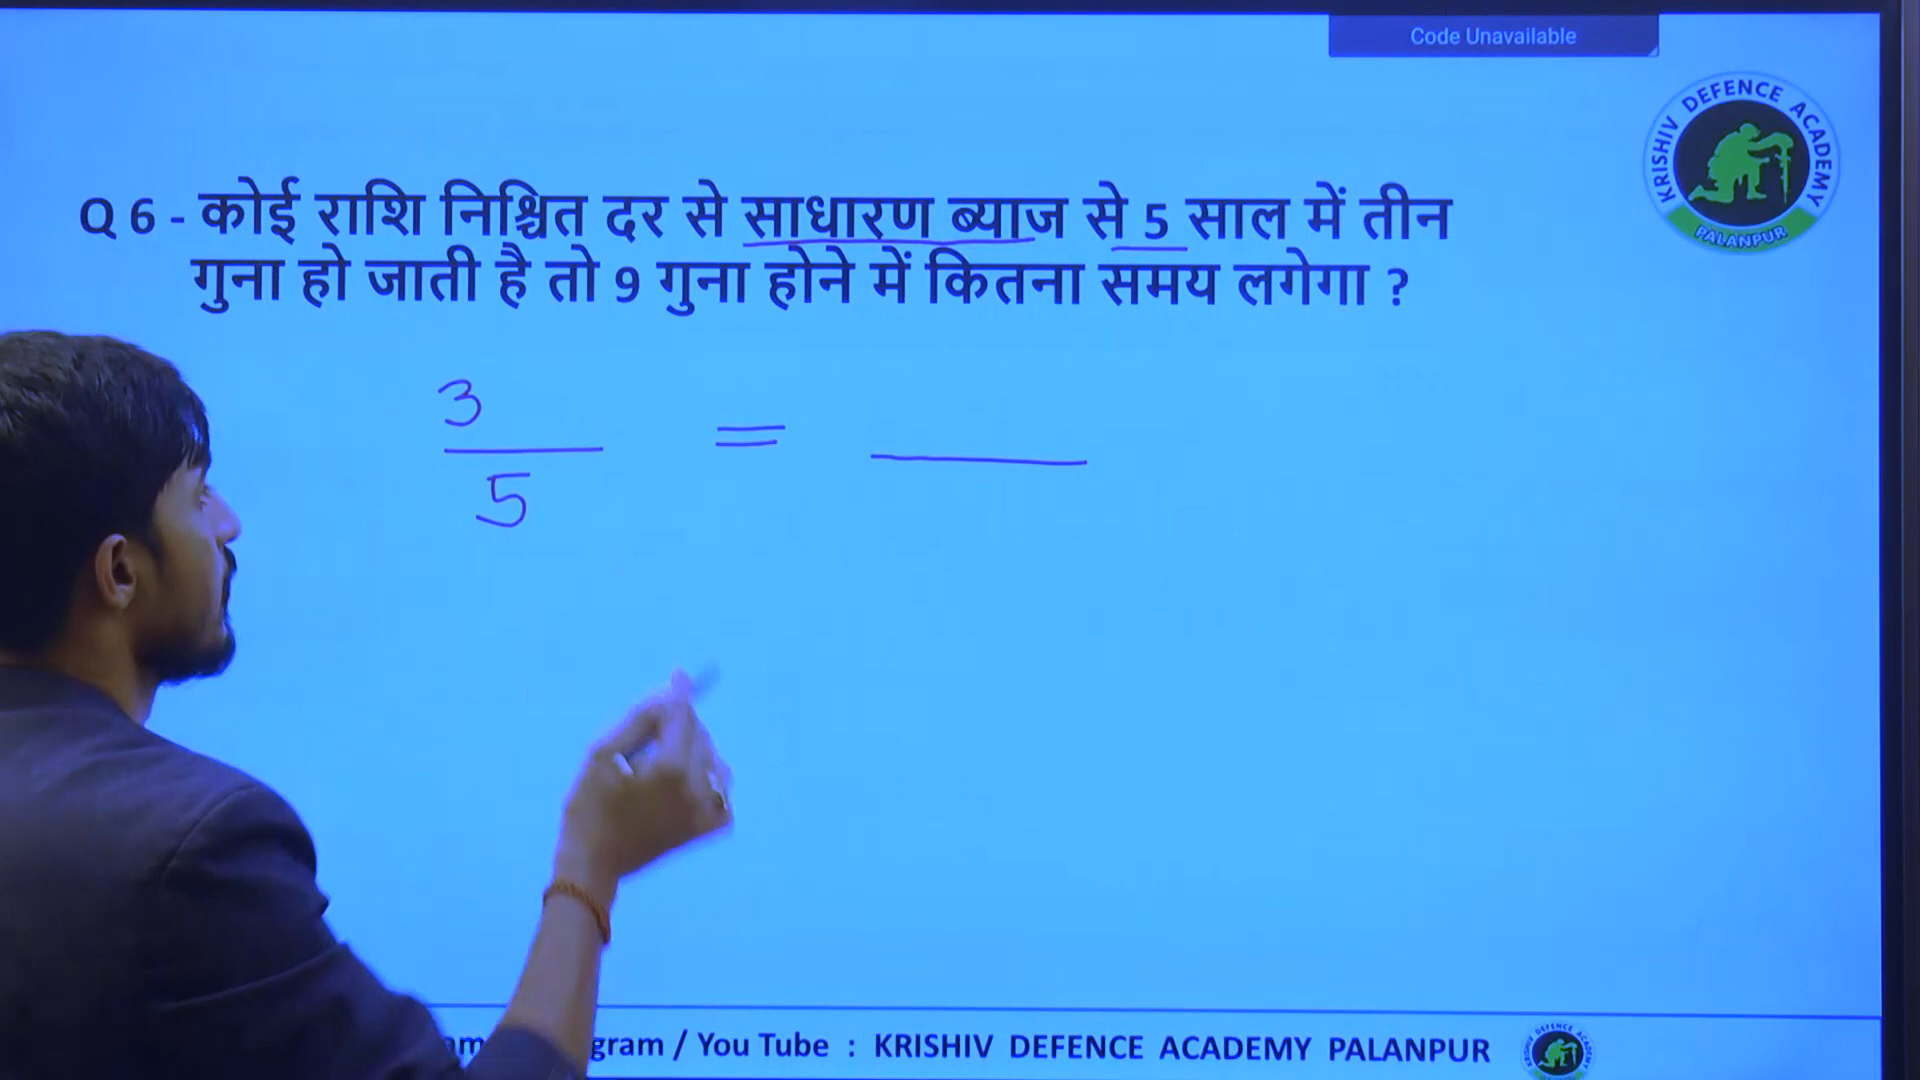 Code Unavailable
KRISHIV DEFENCE ACADEMY
PALANPUR
Q 6 - कोई राशि निश्चित दर से साधारण ब्याज से 5 साल में तीन
गुना हो जाती है तो 9 गुना होने में कितना समय लगेगा ?
3
=
5
gram / You Tube : KRISHIV DEFENCE ACADEMY PALANPUR